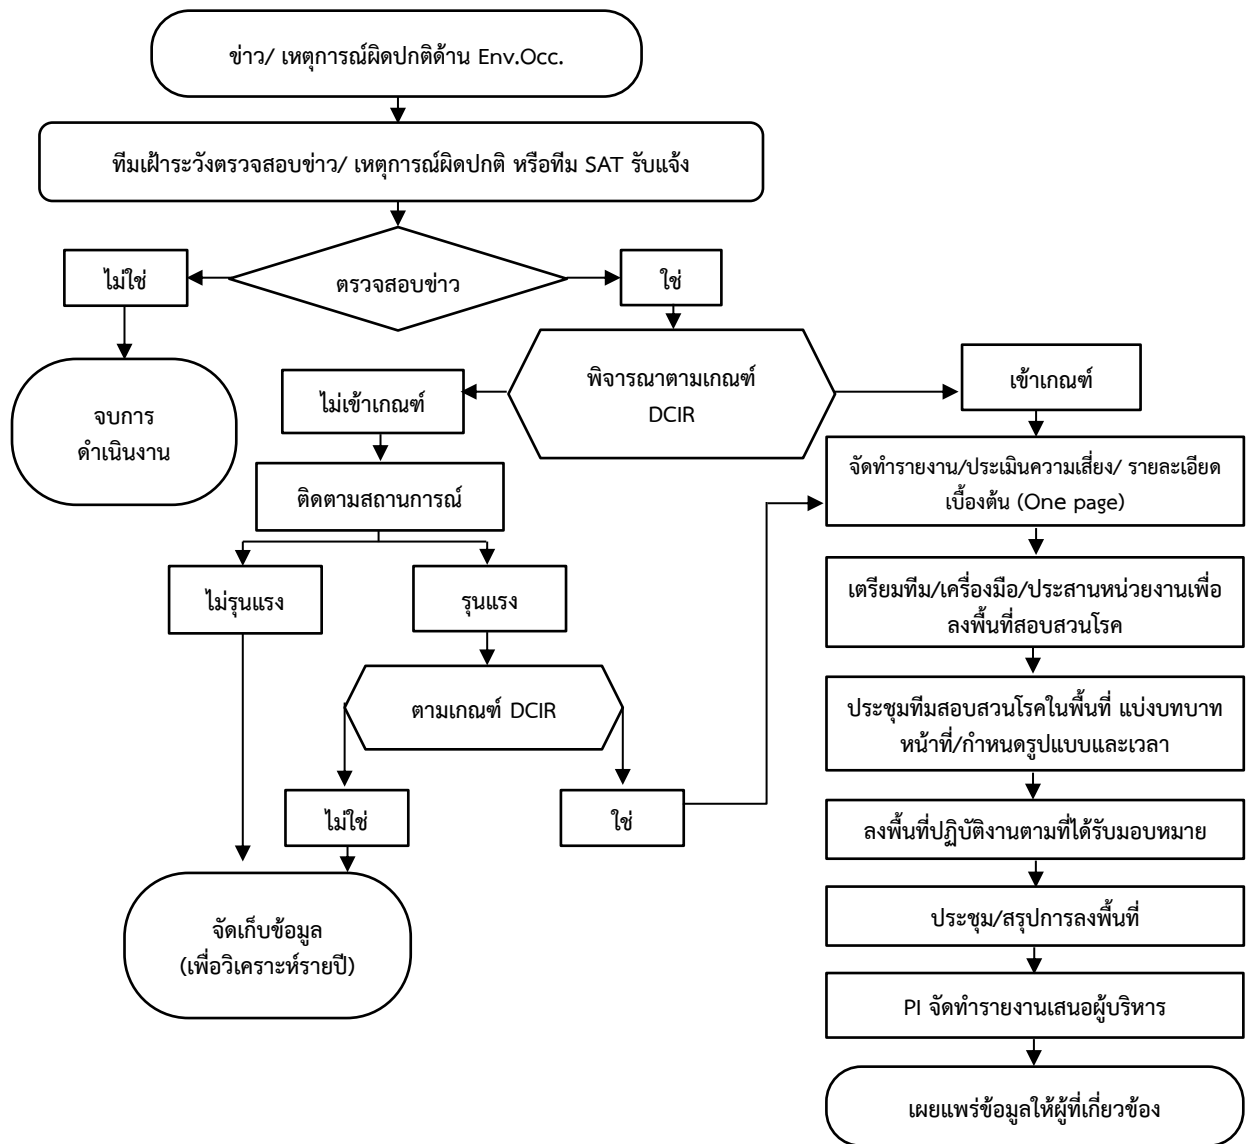 ข่าว/ เหตุการณ์ผิดปกติด้าน Env.Occ.
ทีมเฝ้าระวังตรวจสอบข่าว/ เหตุการณ์ผิดปกติ หรือทีม SAT รับแจ้ง
ไม่ใช่
ตรวจสอบข่าว
ใช่
จบการ
ดำเนินงาน
ไม่เข้าเกณฑ์
พิจารณาตามเกณฑ์
DCIR
เข้าเกณฑ์
ติดตามสถานการณ์
จัดทำรายงาน/ประเมินความเสี่ยง/ รายละเอียด
เบื้องต้น (One page)
ไม่รุนแรง
รุนแรง
เตรียมทีม/เครื่องมือ/ประสานหน่วยงานเพื่อ
ลงพื้นที่สอบสวนโรค
ตามเกณฑ์ DCIR
ประชุมทีมสอบสวนโรคในพื้นที่ แบ่งบทบาท
หน้าที่/กำหนดรูปแบบและเวลา
ไม่ใช่
ใช่
ลงพื้นที่ปฏิบัติงานตามที่ได้รับมอบหมาย
จัดเก็บข้อมูล
(เพื่อวิเคราะห์รายปี)
ประชุม/สรุปการลงพื้นที่
PI จัดทำรายงานเสนอผู้บริหาร
เผยแพร่ข้อมูลให้ผู้ที่เกี่ยวข้อง